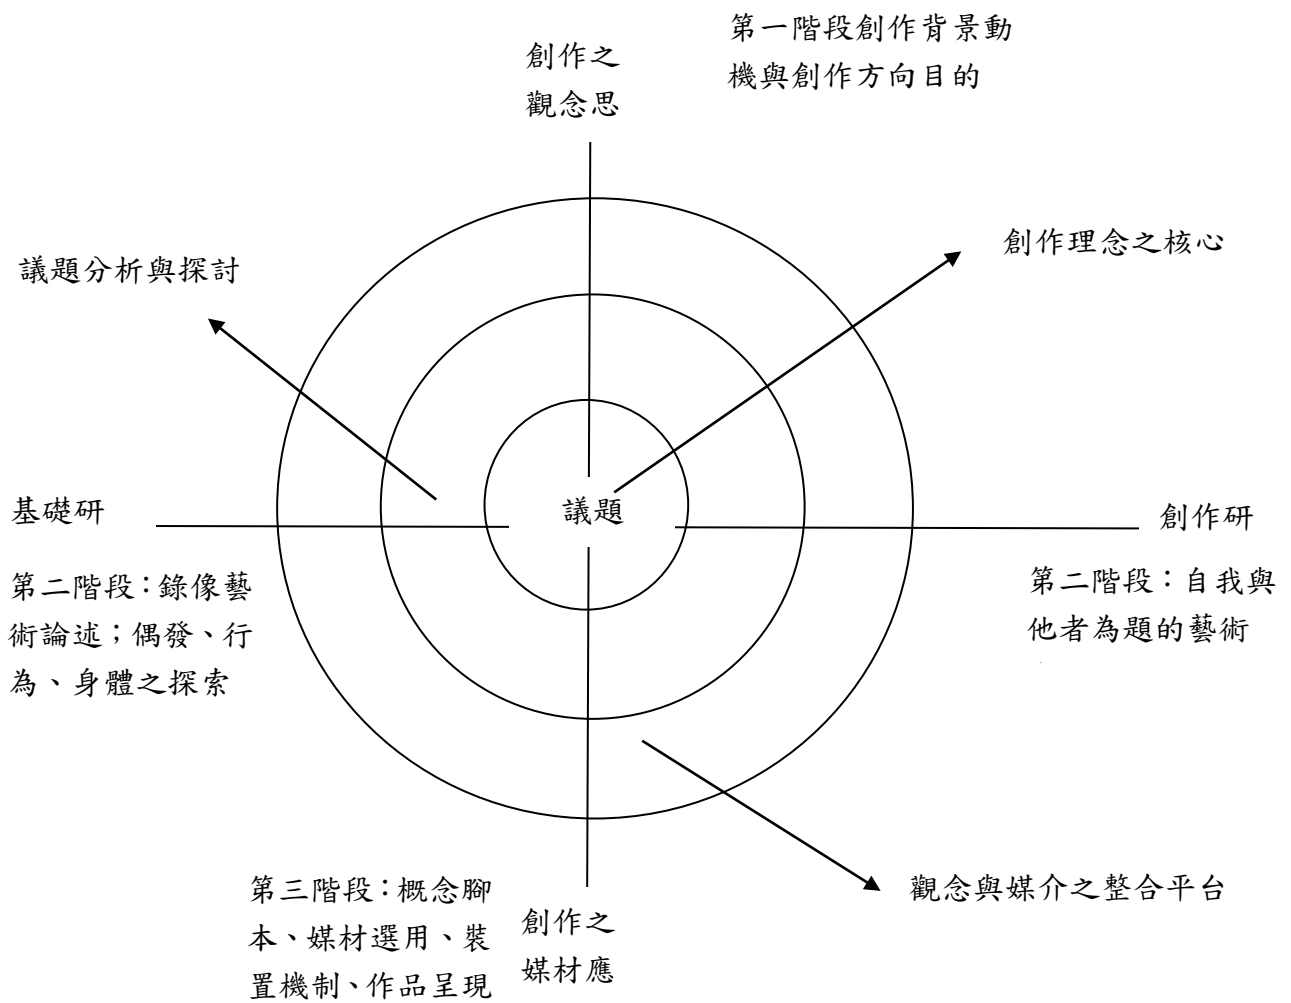 第一階段創作背景動
機與創作方向目的
創作之
觀念思
創作理念之核心
議題分析與探討
基礎研
議題
創作研
第二階段：錄像藝
術論述；偶發、行
為、身體之探索
第二階段：自我與
他者為題的藝術
觀念與媒介之整合平台
第三階段：概念腳
本、媒材選用、裝
置機制、作品呈現
創作之
媒材應